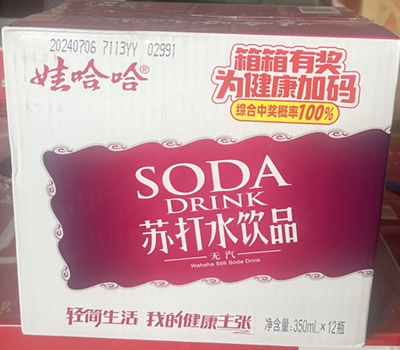 20240706 7113YY 02991
娃哈哈®
箱箱有奖
为健康加码
综合中奖概率100%
SODA
DRINK
苏打水饮品
无汽
Wahaha Still Soda Drink
轻简生活 我的健康主张
净含量:350mL×12瓶